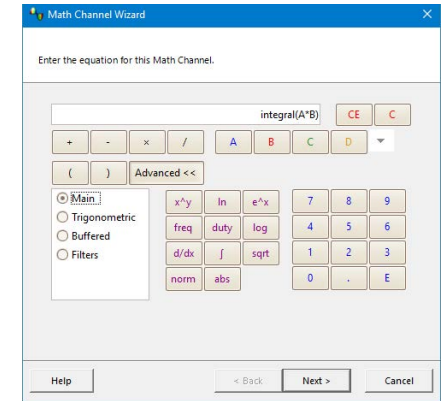 Math Channel Wizard
Enter the equation for this Math Channel.
integral(A*B) CE C
+ - × / A B C D
( ) Advanced <<
Main
Trigonometric
Buffered
Filters
x^y ln e^x 7 8 9
freq duty log 4 5 6
d/dx ∫ sqrt 1 2 3
norm abs 0 . E
Help < Back Next > Cancel